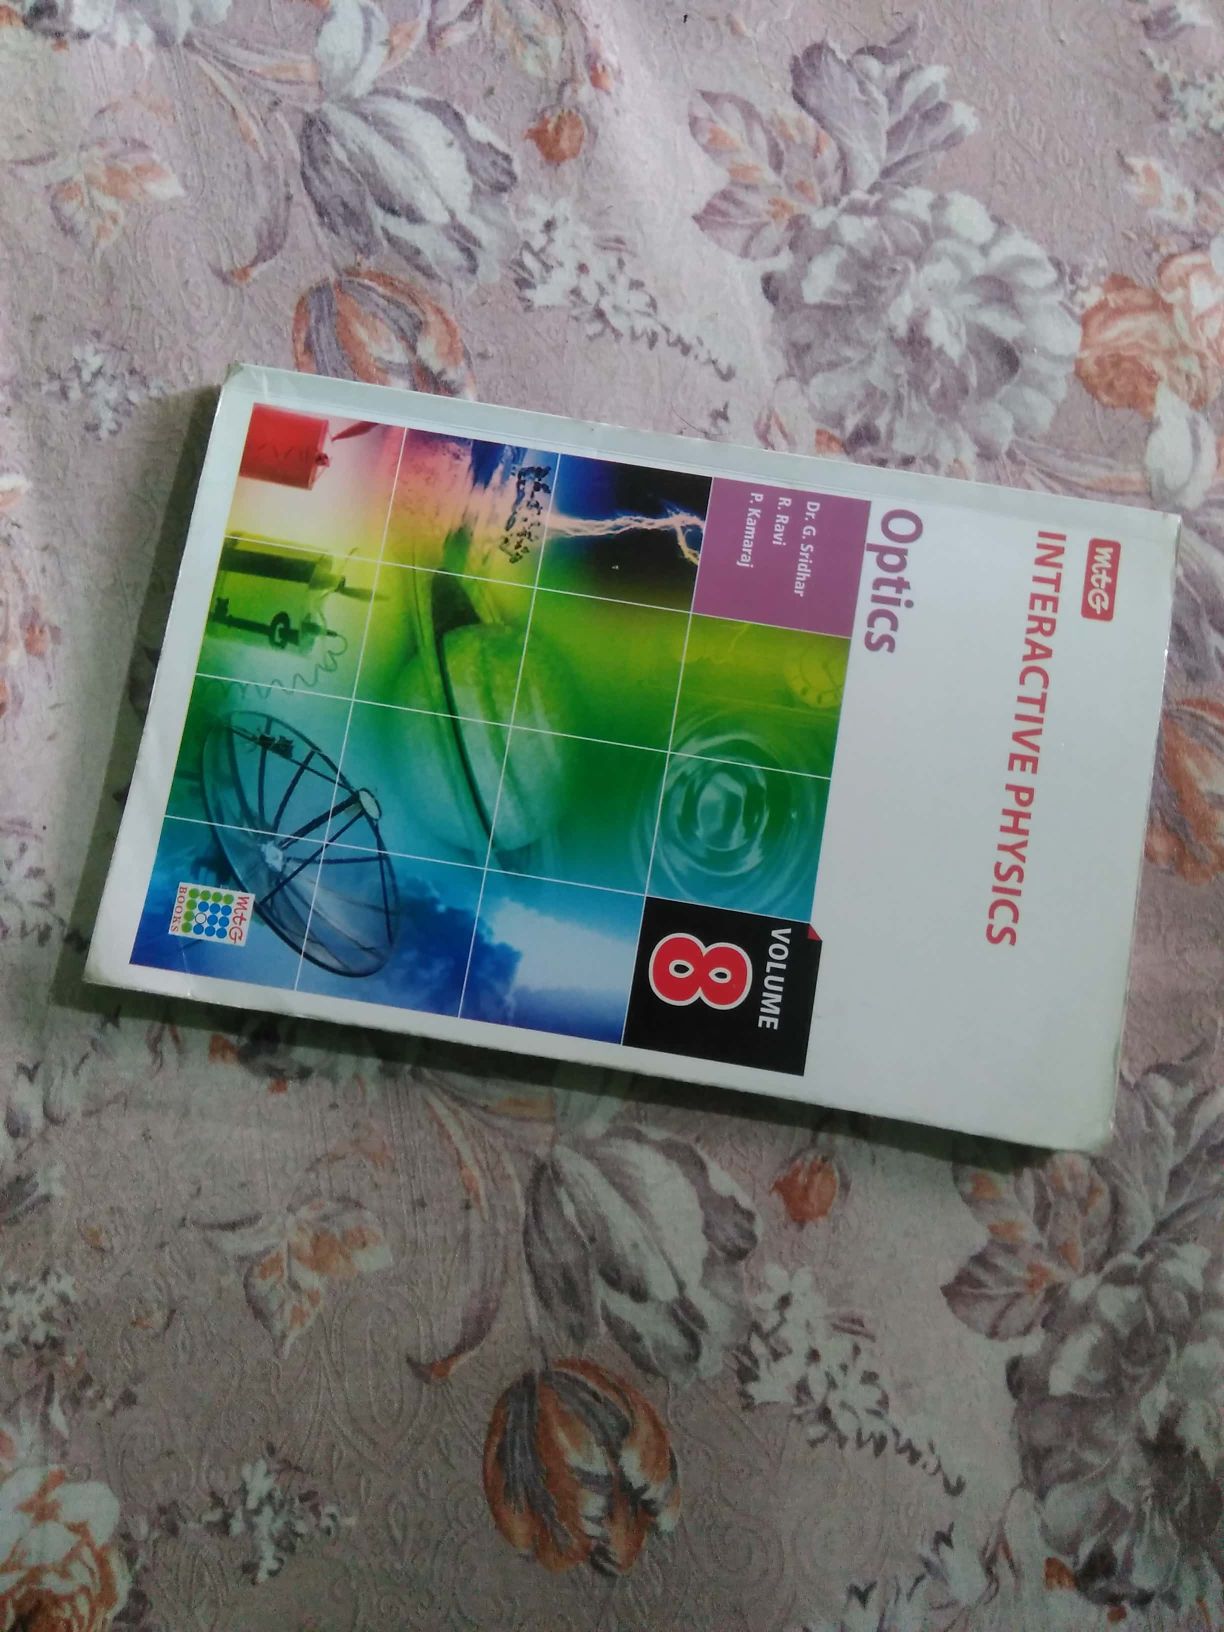 mtG
INTERACTIVE PHYSICS
Optics
Dr. G. Sridhar
R. Ravi
P. Kamaraj
VOLUME
8
mtG
BOOKS